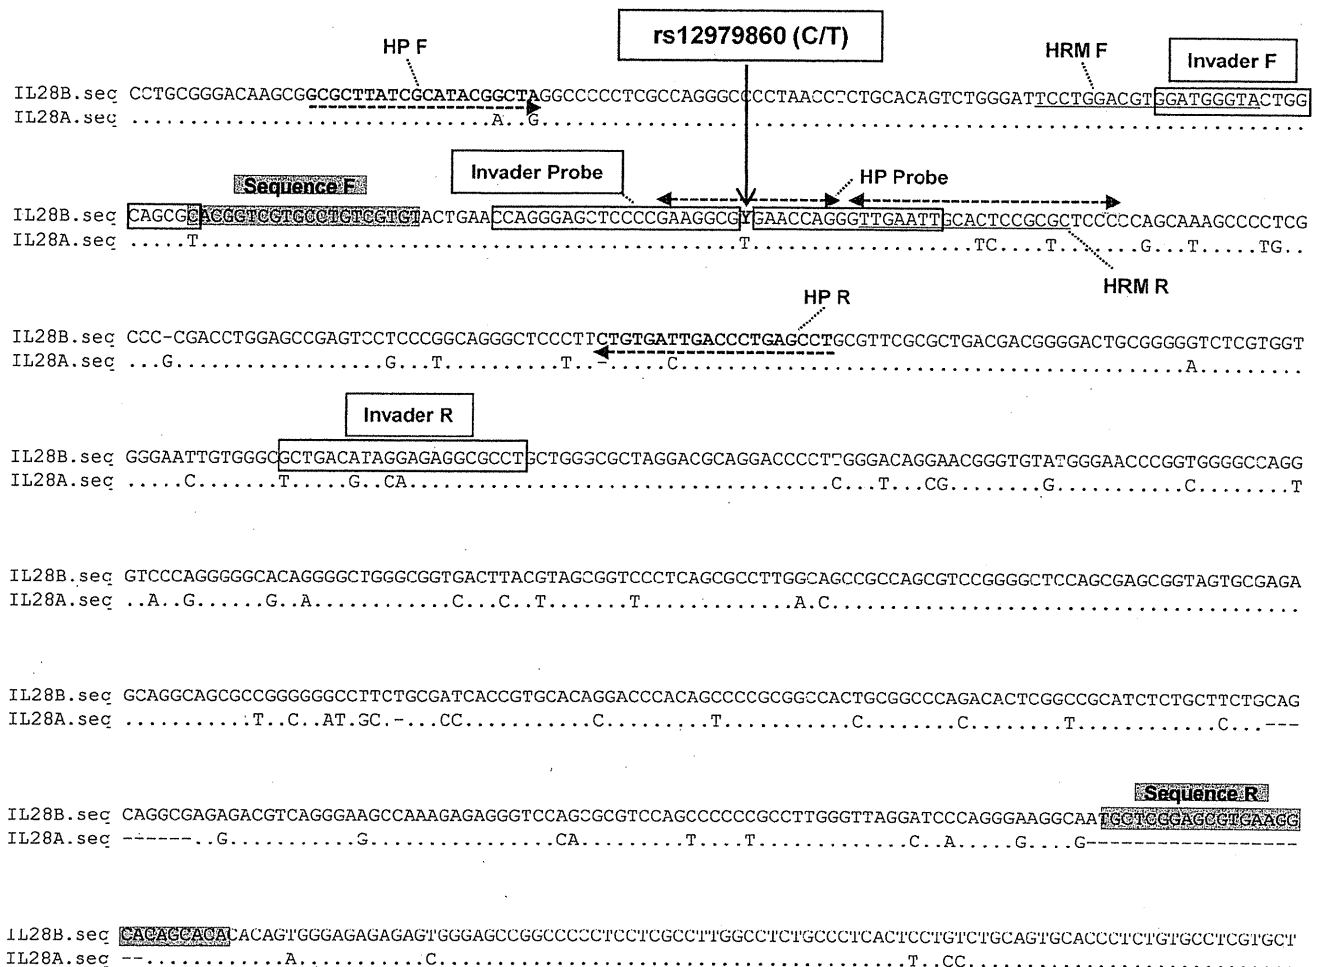 rs12979860 (C/T)
HP F
HRM F
Invader F
IL28B.seq CCTGCGGGACAAGCGGCGCTTATCGCATACGGCTAGGCCCCCTCGCCAGGGCCCCTAACCTCTGCACAGTCTGGGATTCCTGGACGTGGATGGGTACTGG
IL28A.seq ...............................A..G.................................................................
Invader Probe
HP Probe
Sequence F
IL28B.seq CAGCGCACGGTCGTGCCTGTCGTGTACTGAACCAGGGAGCTCCCCGAAGGCGYGAACCAGGGTTGAATTGCACTCCGCGCTCCCCCAGCAAAGCCCCTCG
IL28A.seq .....T..............................................T...................TC....T.......G...T.....TG..
HRM R
HP R
IL28B.seq CCC-CGACCTGGAGCCGAGTCCTCCCGGCAGGGCTCCCTTCTGTGATTGACCCTGAGCCTGCGTTCGCGCTGACGACGGGGACTGCGGGGGTCTCGTGGT
IL28A.seq ...G..................G...T..........T..-.....C...........................................A.........
Invader R
IL28B.seq GGGAATTGTGGGCGCTGACATAGGAGAGGCGCCTGCTGGGCGCTAGGACGCAGGACCCCTTGGGACAGGAACGGGTGTATGGGAACCCGGTGGGGCCAGG
IL28A.seq .....C.......T.....G..CA....................................C...T...CG........G...........C........T
IL28B.seq GTCCCAGGGGGCACAGGGGCTGGGCGGTGACTTACGTAGCGGTCCCTCAGCGCCTTGGCAGCCGCCAGCGTCCGGGGCTCCAGCGAGCGGTAGTGCGAGA
IL28A.seq ..A..G......G..A............C...C..T.......T.............A.C........................................
IL28B.seq GCAGGCAGCGCCGGGGGGCCTTCTGCGATCACCGTGCACAGGACCCACAGCCCCGCGGCCACTGCGGCCCAGACACTCGGCCGCATCTCTGCTTCTGCAG
IL28A.seq ...........T..C..AT.GC.-...CC...........C.........T...........C........C........T............C...---
Sequence R
IL28B.seq CAGGCGAGAGACGTCAGGGAAGCCAAAGAGAGGGTCCAGCGCGTCCAGCCCCCCGCCTTGGGTTAGGATCCCAGGGAAGGCAATGCTCGGAGCGTGAAGG
IL28A.seq ------..G...........G................CA.........T....T.............C..A.....G....G------------------
IL28B.seq CACAGCACACACAGTGGGAGAGAGAGTGGGAGCCGGCCCCCTCCTCGCCTTGGCCTCTGCCCTCACTCCTGTCTGCAGTGCACCCTCTGTGCCTCGTGCT
IL28A.seq --............A...........C.........................................T..CC...........................